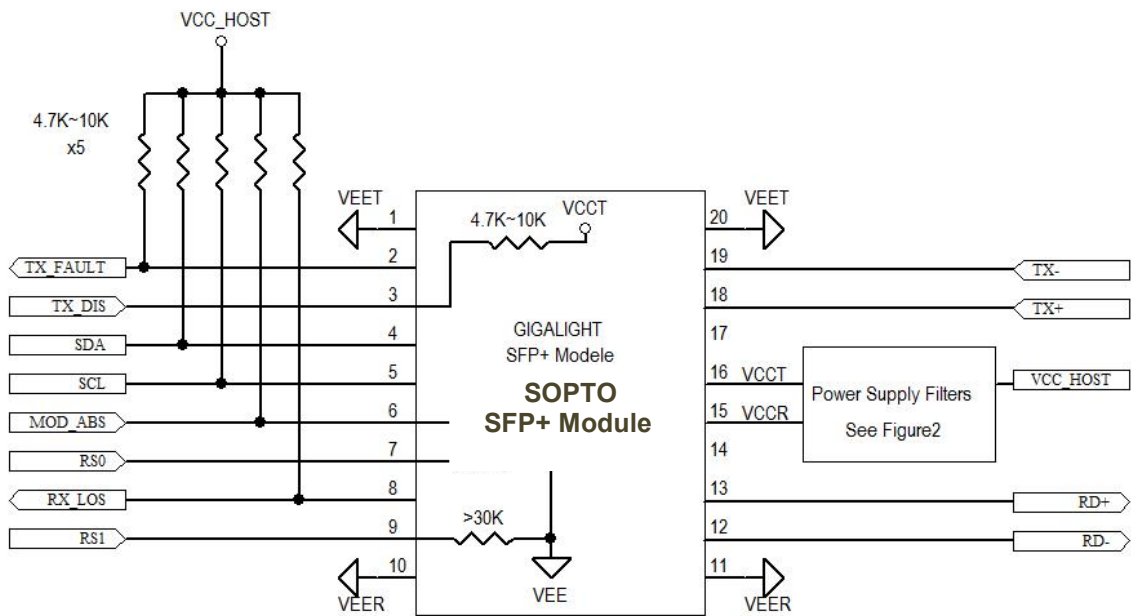 VCC_HOST
4.7K~10K
x5
VEET
1
4.7K~10K
VCCT
20
VEET
TX_FAULT
2
19
TX-
TX_DIS
3
18
TX+
SDA
4
GIGALIGHT
SFP+ Modele
17
SCL
5
SOPTO
SFP+ Module
16
VCCT
Power Supply Filters
See Figure2
VCC_HOST
MOD_ABS
6
15
VCCR
RS0
7
14
RX_LOS
8
13
RD+
RS1
9
>30K
12
RD-
10
VEER
VEE
11
VEER